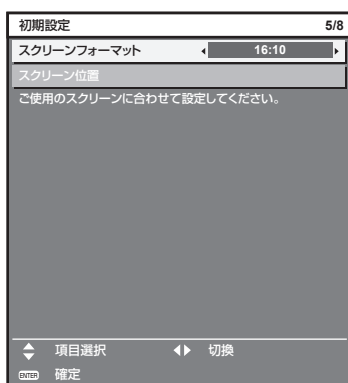 初期設定 5/8
スクリーンフォーマット 16:10
スクリーン位置
ご使用のスクリーンに合わせて設定してください。
項目選択 切換
ENTER 確定